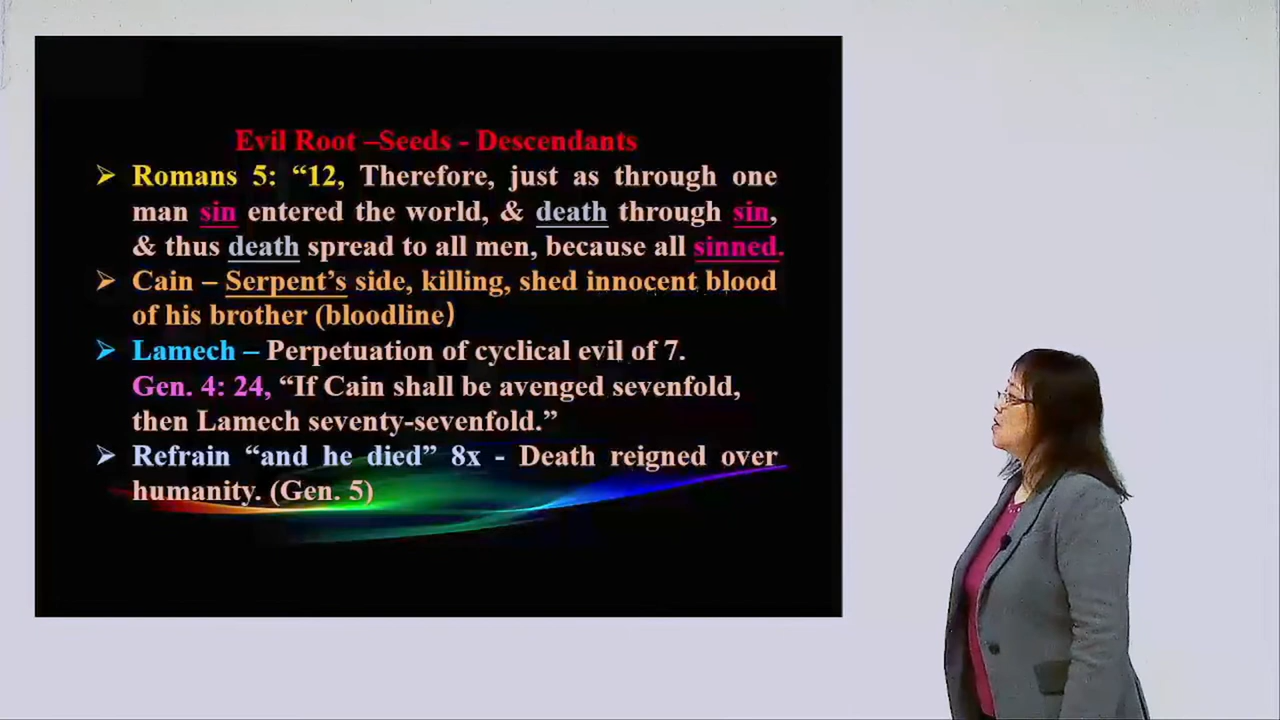 Evil Root –Seeds - Descendants
➢ Romans 5: “12, Therefore, just as through one
man sin entered the world, & death through sin,
& thus death spread to all men, because all sinned.
➢ Cain – Serpent’s side, killing, shed innocent blood
of his brother (bloodline)
➢ Lamech – Perpetuation of cyclical evil of 7.
Gen. 4: 24, “If Cain shall be avenged sevenfold,
then Lamech seventy-sevenfold.”
➢ Refrain “and he died” 8x - Death reigned over
humanity. (Gen. 5)